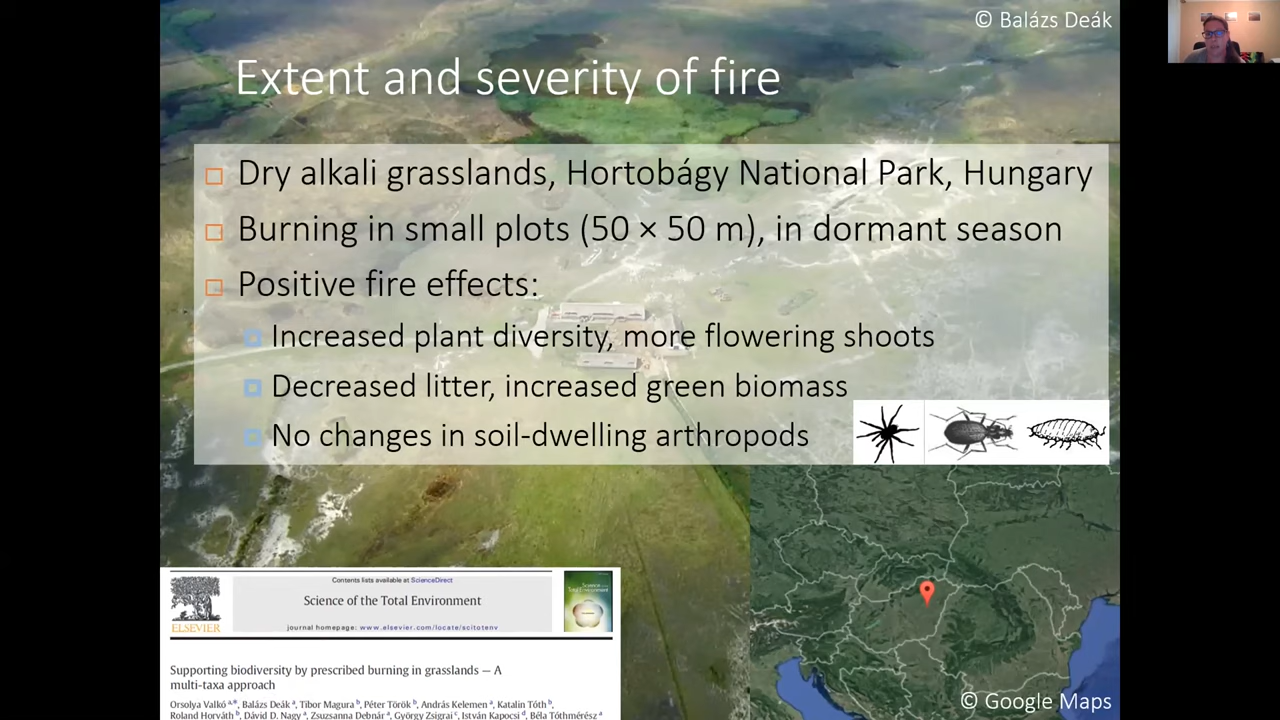 © Balázs Deák
Extent and severity of fire
Dry alkali grasslands, Hortobágy National Park, Hungary
Burning in small plots (50 × 50 m), in dormant season
Positive fire effects:
Increased plant diversity, more flowering shoots
Decreased litter, increased green biomass
No changes in soil-dwelling arthropods
Contents lists available at ScienceDirect
Science of the Total Environment
journal homepage: www.elsevier.com/locate/scitotenv
ELSEVIER
Supporting biodiversity by prescribed burning in grasslands — A
multi-taxa approach
Orsolya Valkó a,*, Balázs Deák a, Tibor Magura b, Péter Török b, András Kelemen a, Katalin Tóth b,
Roland Horváth b, Dávid D. Nagy a, Zsuzsanna Debnár a, György Zsigrai c, István Kapocsi d, Béla Tóthmérész a
© Google Maps